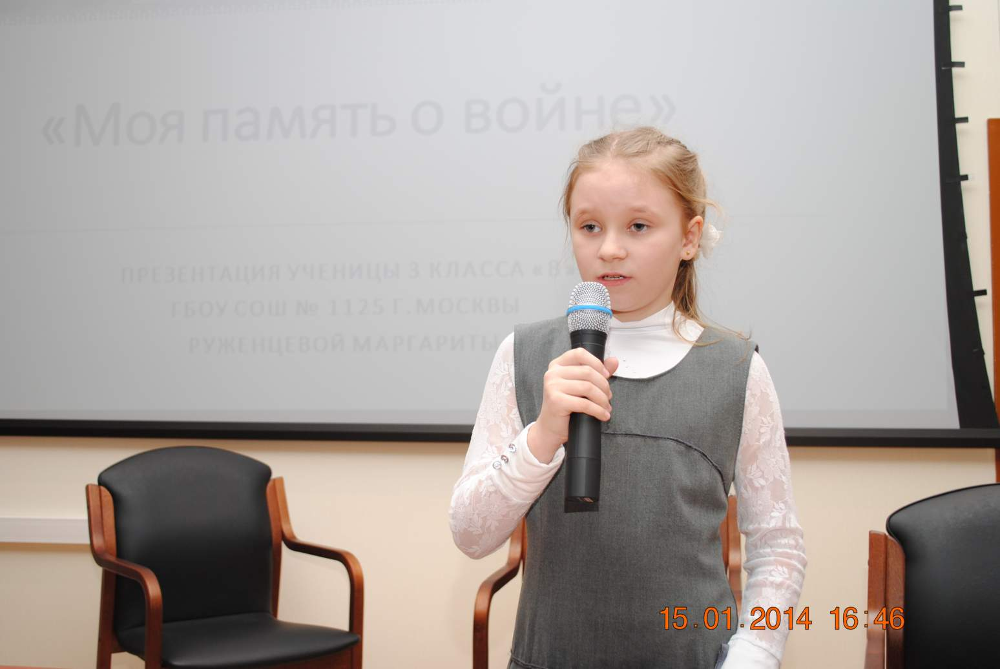 «Моя память о войне»
ПРЕЗЕНТАЦИЯ УЧЕНИЦЫ 3 КЛАССА «В»
ГБОУ СОШ № 1125 Г. МОСКВЫ
РУЖЕНЦЕВОЙ МАРГАРИТЫ
15.01.2014 16:46